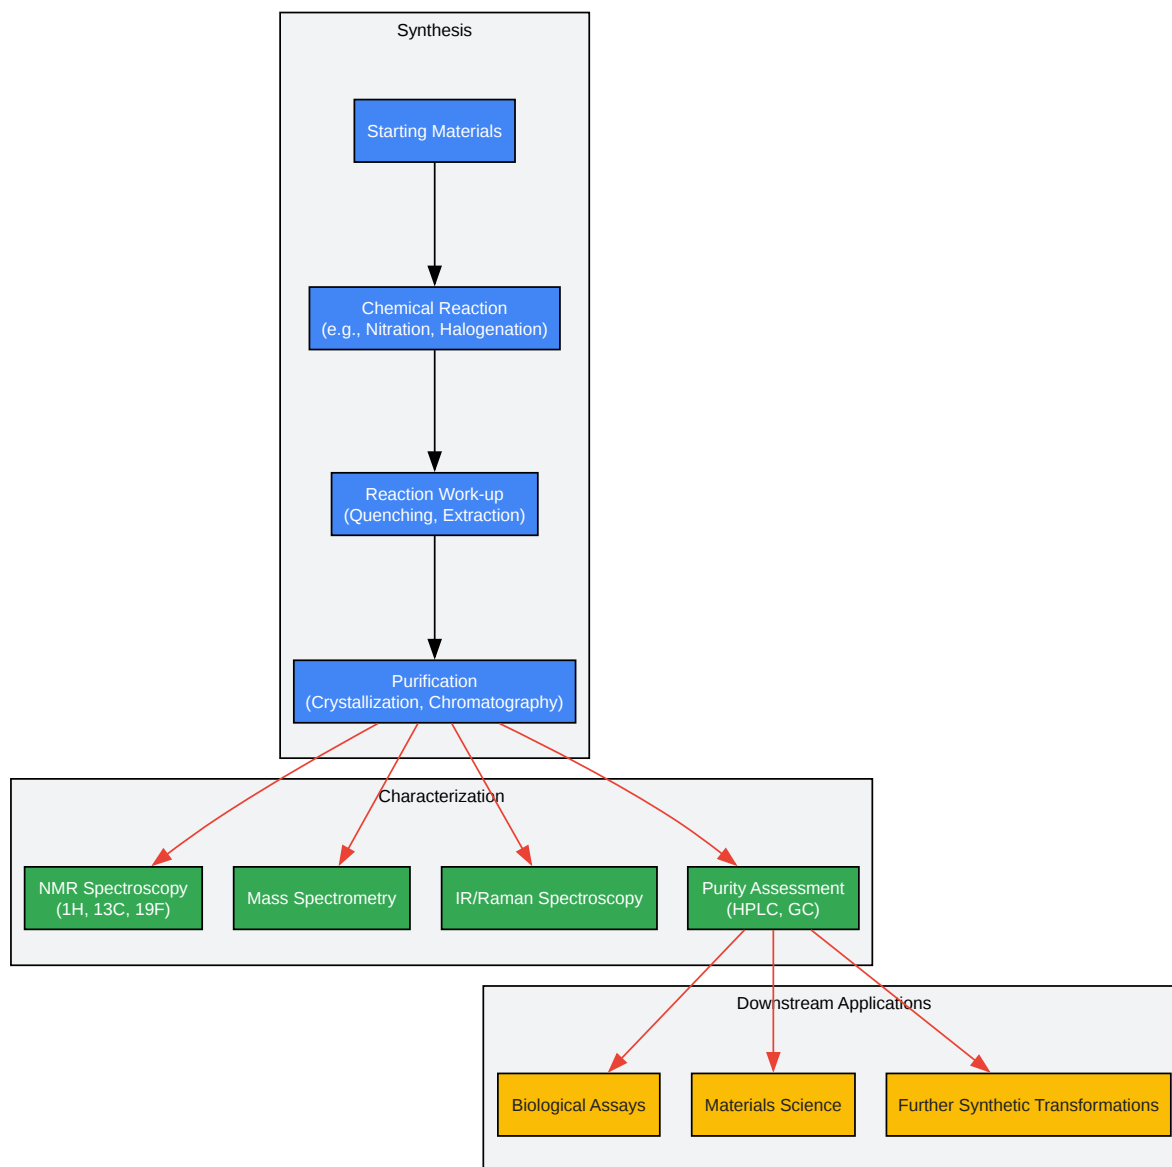 Synthesis
Starting Materials
Chemical Reaction
(e.g., Nitration, Halogenation)
Reaction Work-up
(Quenching, Extraction)
Purification
(Crystallization, Chromatography)
Characterization
NMR Spectroscopy
(1H, 13C, 19F)
Mass Spectrometry
IR/Raman Spectroscopy
Purity Assessment
(HPLC, GC)
Downstream Applications
Biological Assays
Materials Science
Further Synthetic Transformations